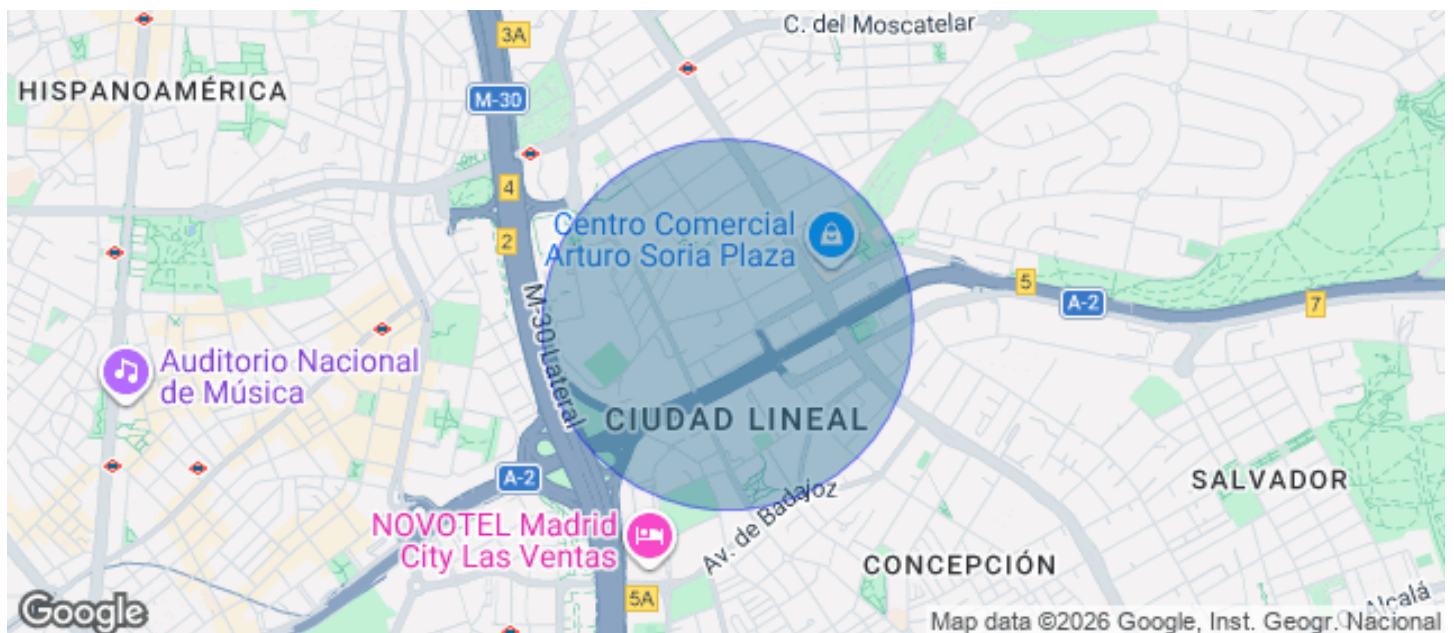 C. del Moscatelar
3A
HISPANOAMÉRICA
M-30
4
2
Centro Comercial
Arturo Soria Plaza
5
A-2
7
M-30 Lateral
Auditorio Nacional
de Música
CIUDAD LINEAL
A-2
SALVADOR
Av. de Badajoz
NOVOTEL Madrid
City Las Ventas
CONCEPCIÓN
5A
Alcalá
Google
Map data ©2026 Google, Inst. Geogr. Nacional